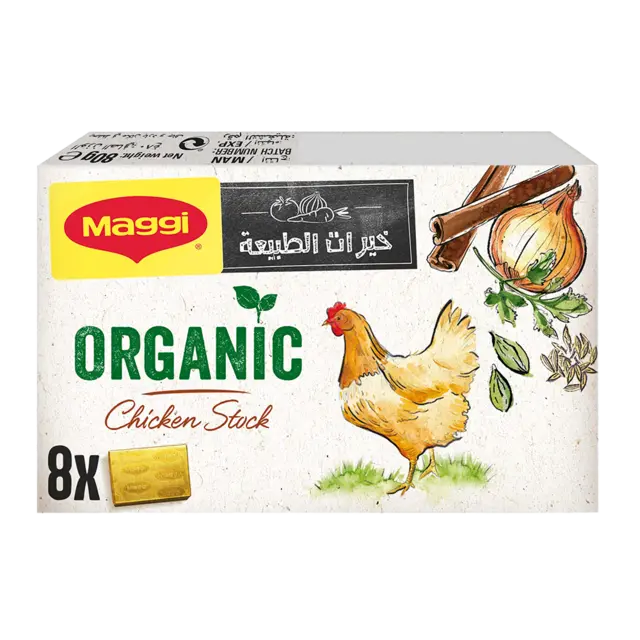 Net weight: 80g e
BATCH NUMBER:
/ MAN / EXP.
Maggi
®
خيرات الطبيعة
ORGANIC
Chicken Stock
8X